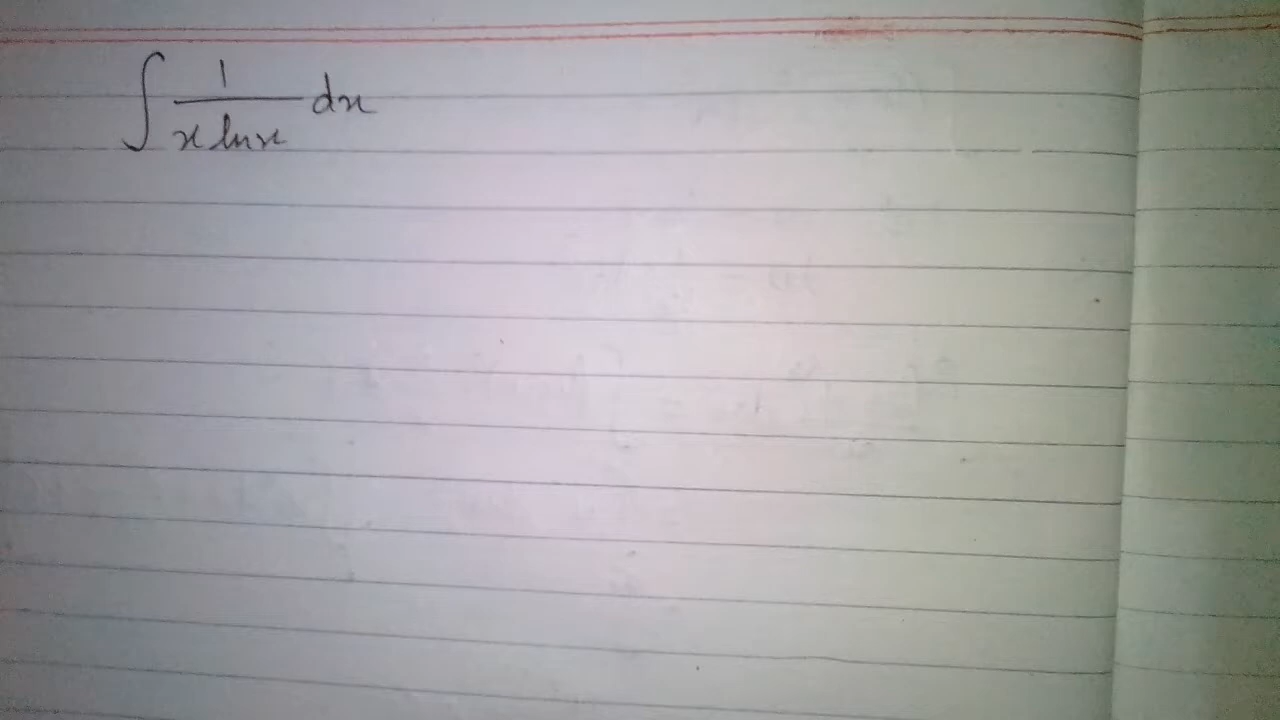 ∫ 1/(x ln x) dx